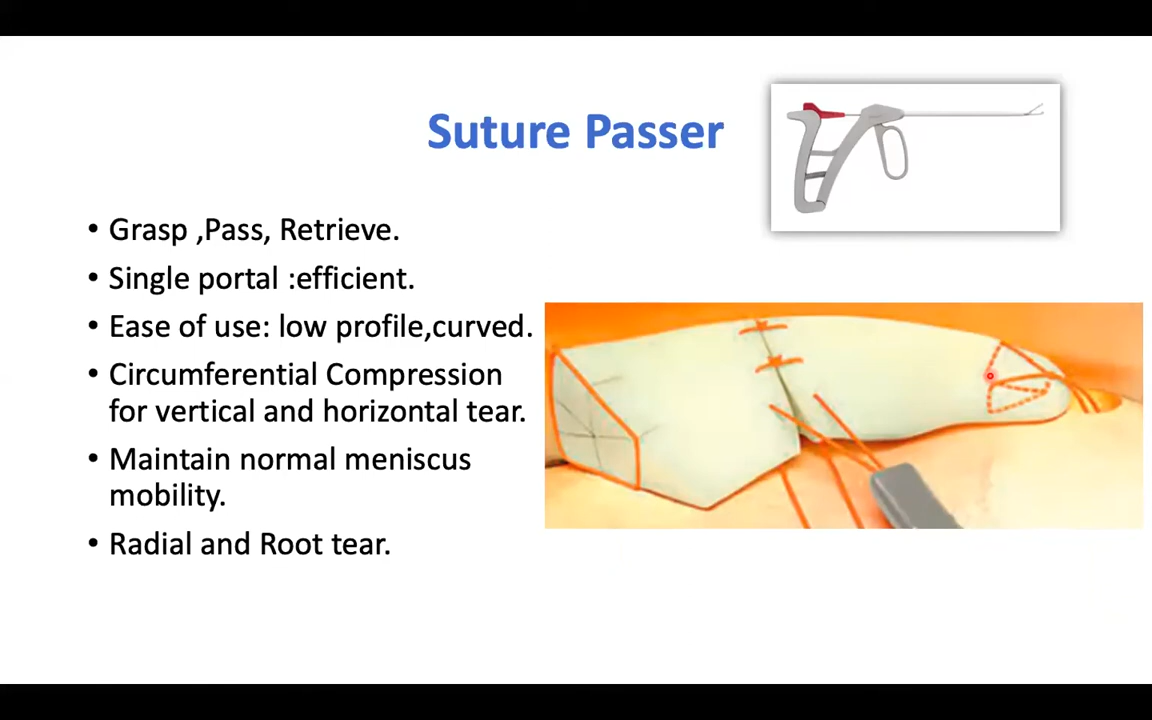 Suture Passer
• Grasp ,Pass, Retrieve.
• Single portal :efficient.
• Ease of use: low profile,curved.
• Circumferential Compression
for vertical and horizontal tear.
• Maintain normal meniscus
mobility.
• Radial and Root tear.